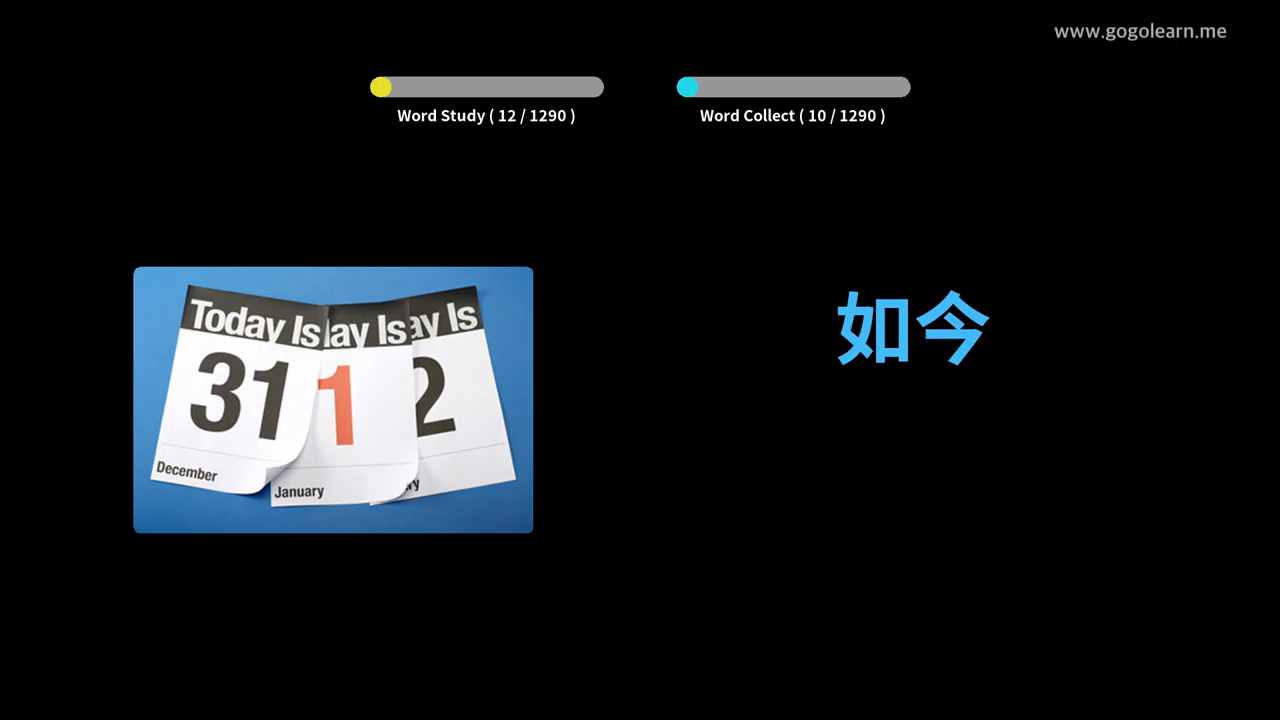 www.gogolearn.me
Word Study ( 12 / 1290 )
Word Collect ( 10 / 1290 )
如今
Today Is
ay Is
ay Is
31
1
2
December
January
ry